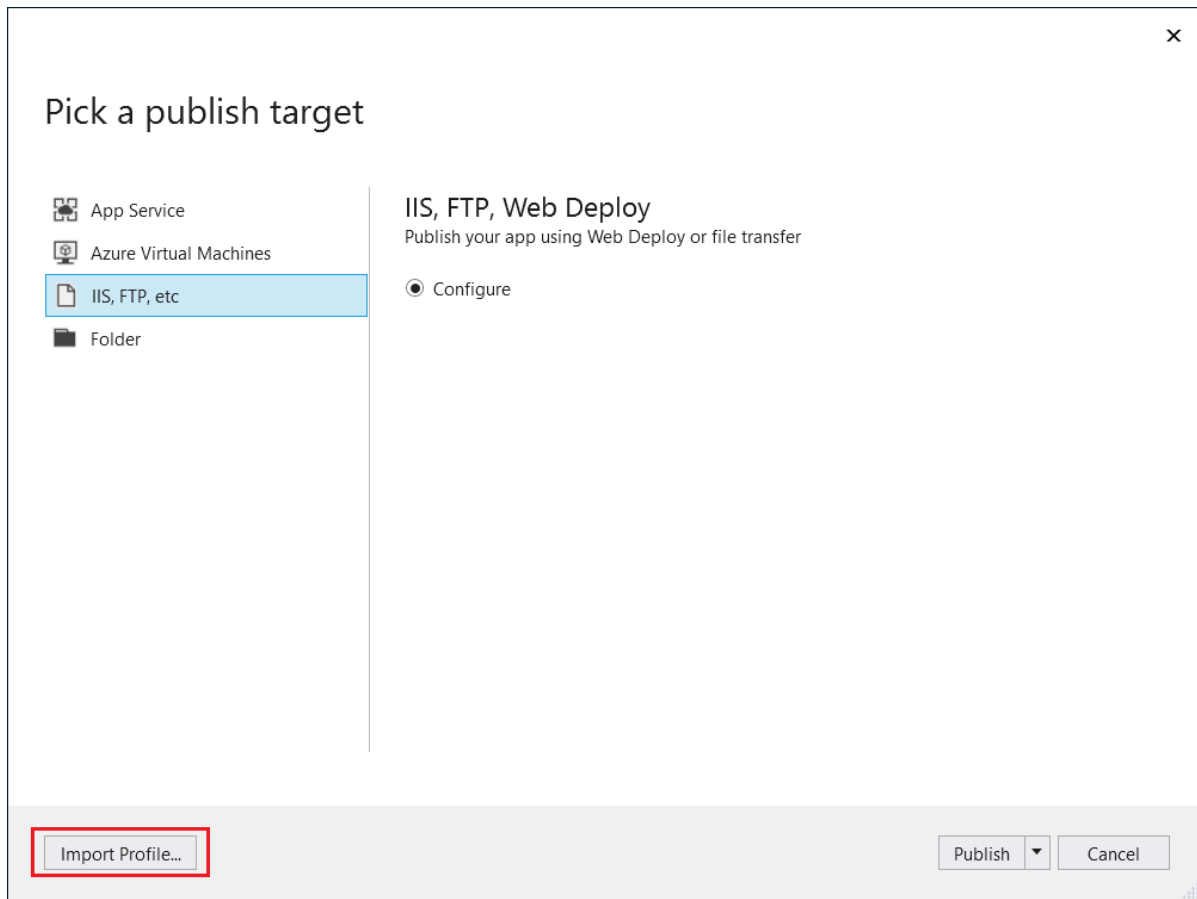 Pick a publish target
App Service
Azure Virtual Machines
IIS, FTP, etc
Folder
IIS, FTP, Web Deploy
Publish your app using Web Deploy or file transfer
Configure
Import Profile...
Publish
Cancel